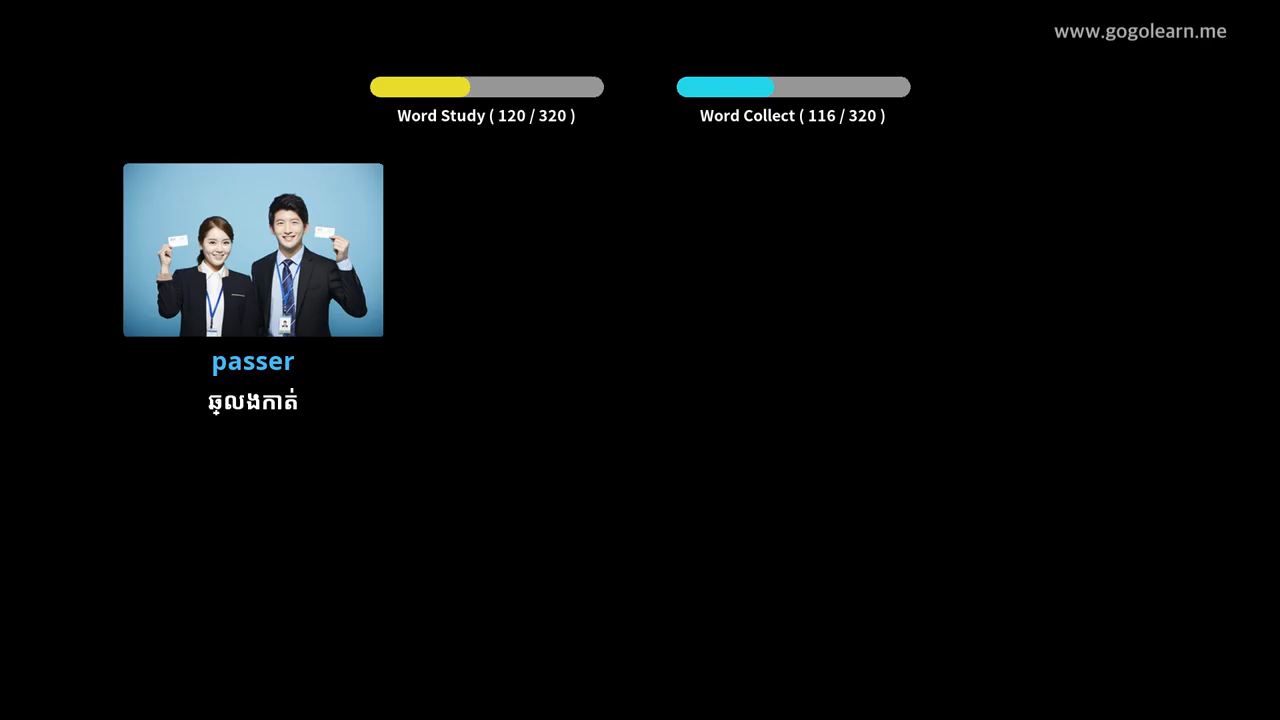 www.gogolearn.me
Word Study ( 120 / 320 )
Word Collect ( 116 / 320 )
passer
ឆ្លងកាត់